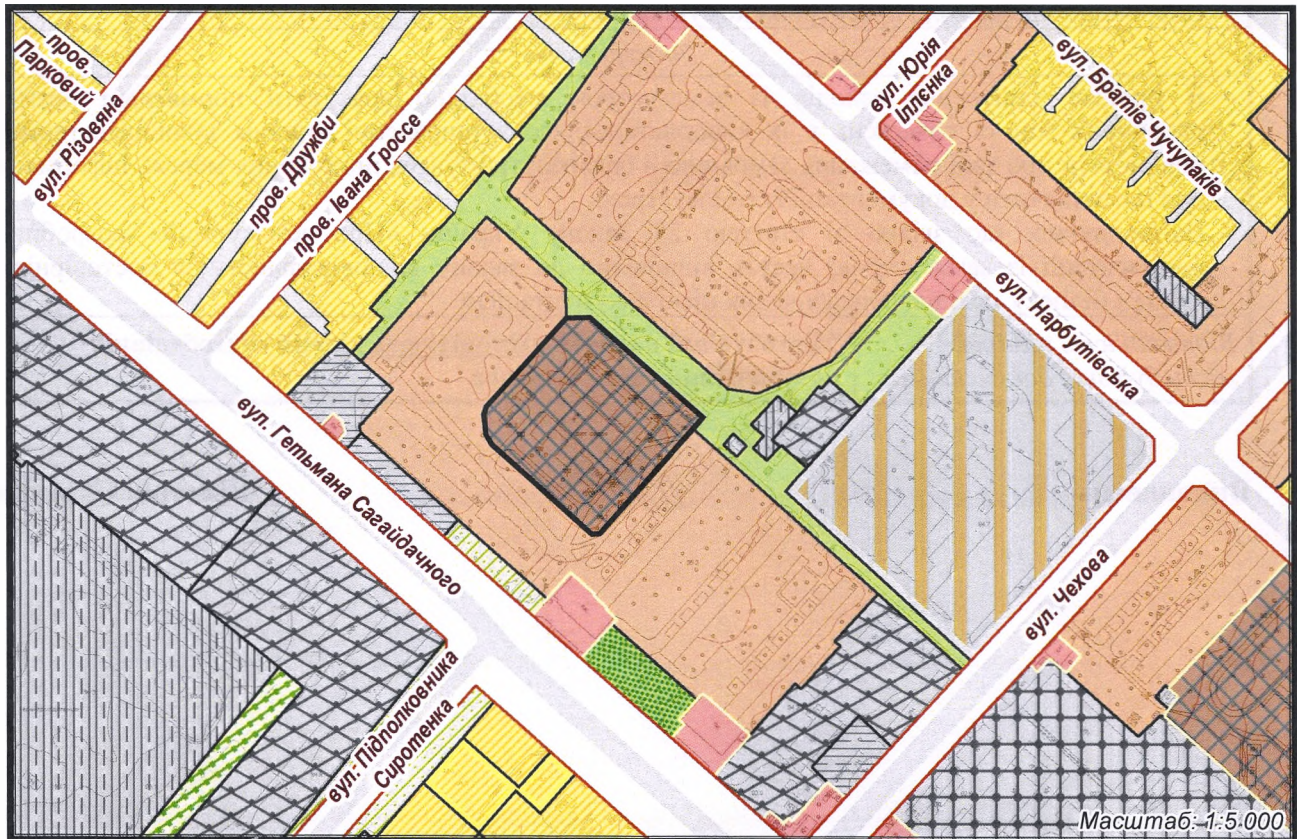 пров.
Парковий
вул. Різдвяна
пров. Дружби
пров. Івана Гроссе
вул. Юрія
Іллєнка
вул. Братів Чучупаків
вул. Нарбутівська
вул. Гетьмана Сагайдачного
вул. Чехова
вул. Підполковника
Сиротенка
Масштаб: 1:5 000